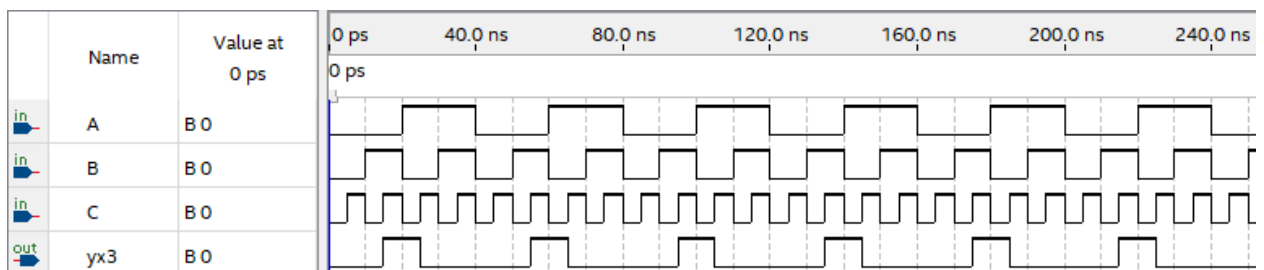 Name
Value at
0 ps
0 ps 40.0 ns 80.0 ns 120.0 ns 160.0 ns 200.0 ns 240.0 ns
0 ps
in A B 0
in B B 0
in C B 0
out yx3 B 0